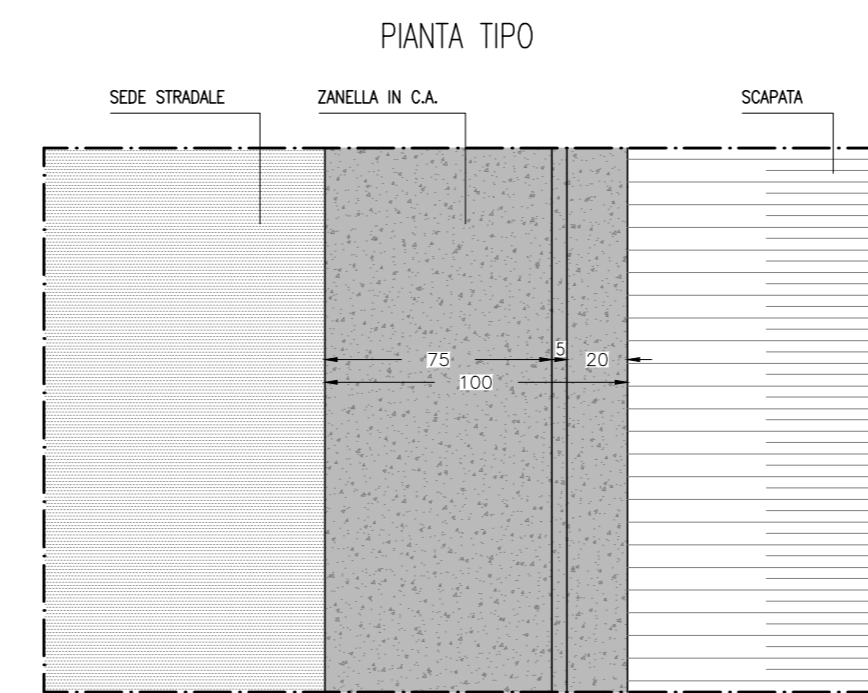 PIANTA TIPO
SEDE STRADALE
ZANELLA IN C.A.
SCAPATA
75
5
20
100